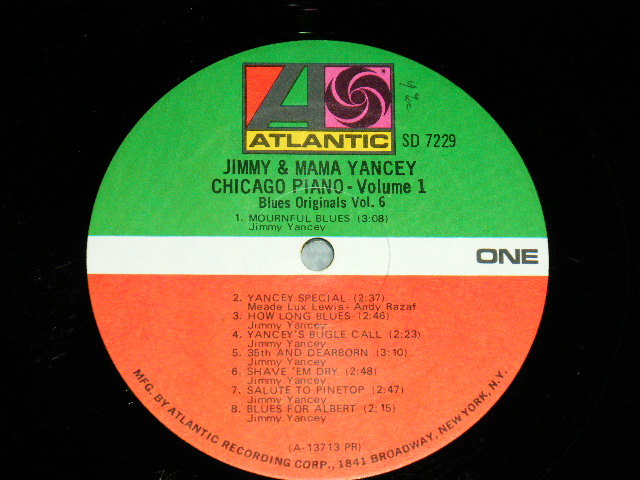 ATLANTIC
SD 7229
JIMMY & MAMA YANCEY
CHICAGO PIANO - Volume 1
Blues Originals Vol. 6
1. MOURNFUL BLUES (3:08)
Jimmy Yancey
ONE
2. YANCEY SPECIAL (2:37)
Meade Lux Lewis - Andy Razaf
3. HOW LONG BLUES (2:46)
Jimmy Yancey
4. YANCEY'S BUGLE CALL (2:23)
Jimmy Yancey
5. 35th AND DEARBORN (3:10)
Jimmy Yancey
6. SHAVE 'EM DRY (2:48)
Jimmy Yancey
7. SALUTE TO PINETOP (2:47)
Jimmy Yancey
8. BLUES FOR ALBERT (2:15)
Jimmy Yancey
(A-13713 PR)
MFG. BY ATLANTIC RECORDING CORP., 1841 BROADWAY, NEW YORK, N.Y.